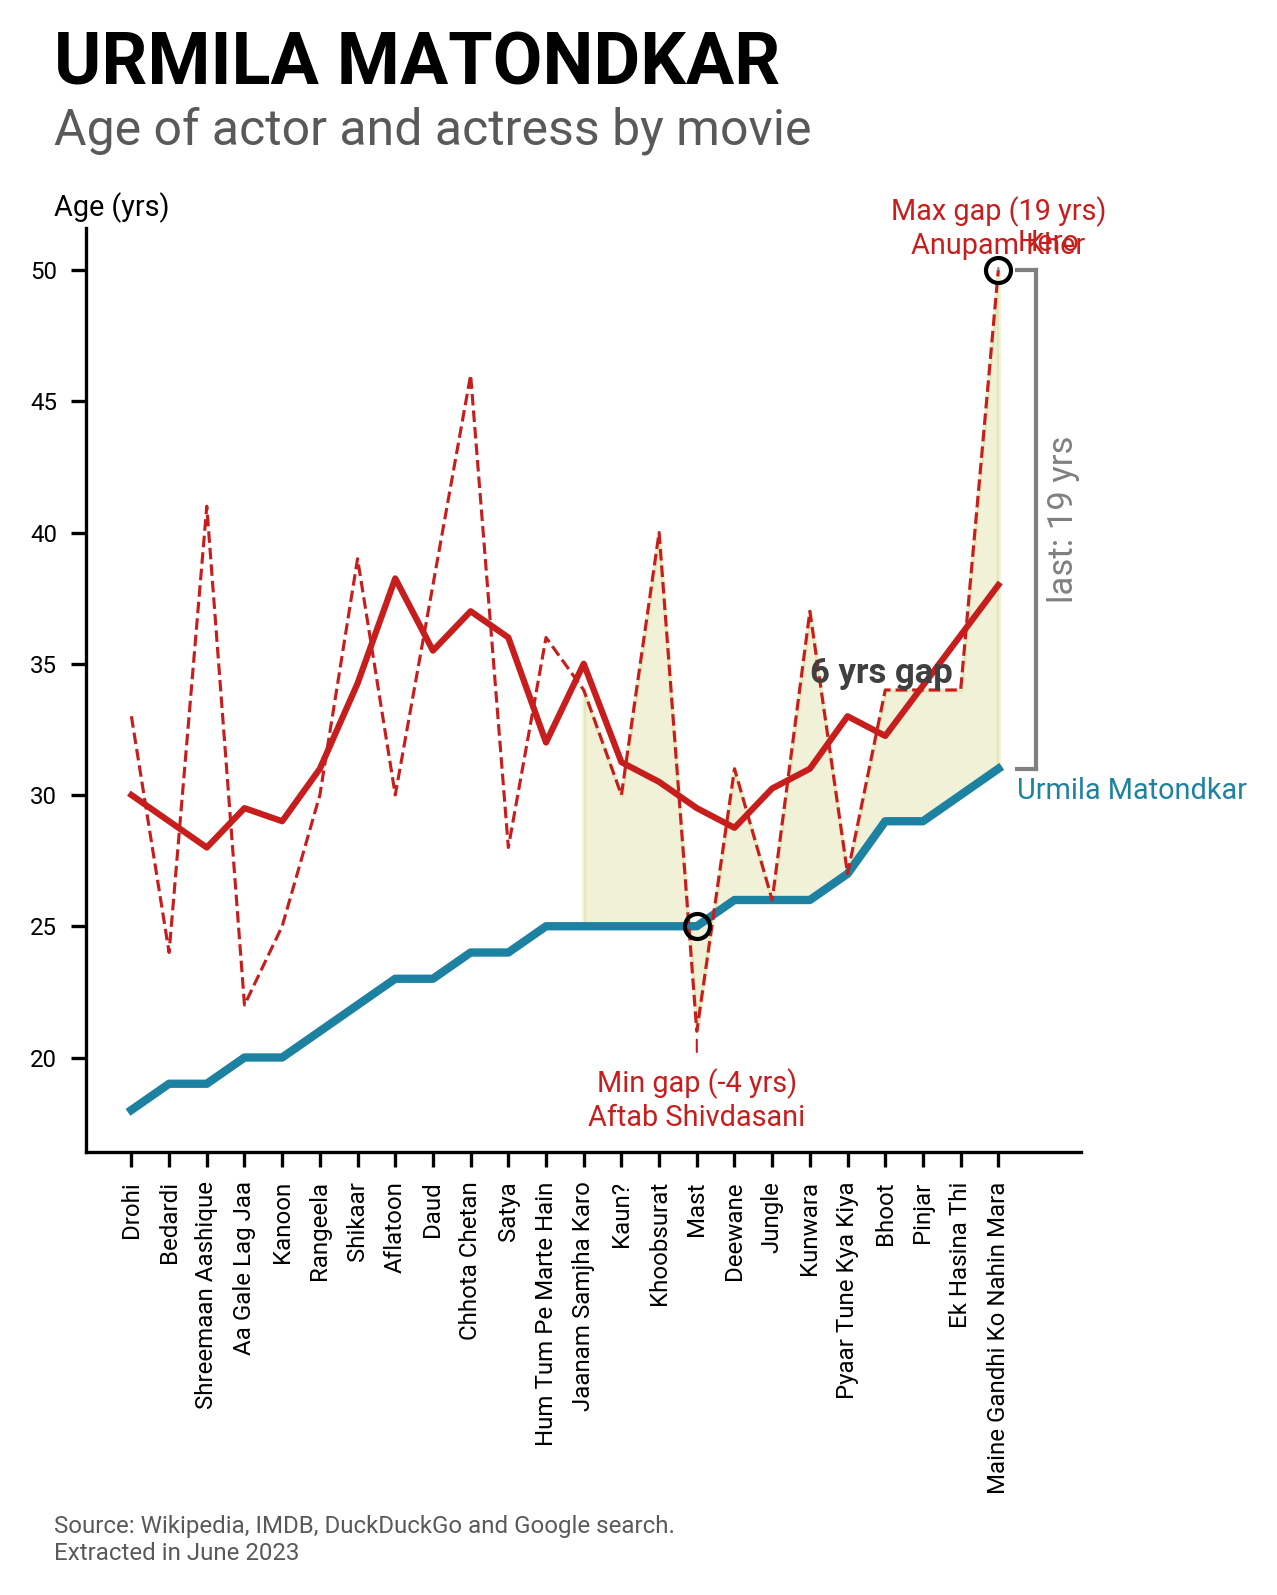 URMILA MATONDKAR
Age of actor and actress by movie
Age (yrs)
Max gap (19 yrs)
Anupam Kher
Hero
50
45
40
35
30
25
20
last: 19 yrs
6 yrs gap
Urmila Matondkar
Min gap (-4 yrs)
Aftab Shivdasani
Drohi
Bedardi
Shreemaan Aashique
Aa Gale Lag Jaa
Kanoon
Rangeela
Shikaar
Aflatoon
Daud
Chhota Chetan
Satya
Hum Tum Pe Marte Hain
Jaanam Samjha Karo
Kaun?
Khoobsurat
Mast
Deewane
Jungle
Kunwara
Pyaar Tune Kya Kiya
Bhoot
Pinjar
Ek Hasina Thi
Maine Gandhi Ko Nahin Mara
Source: Wikipedia, IMDB, DuckDuckGo and Google search.
Extracted in June 2023